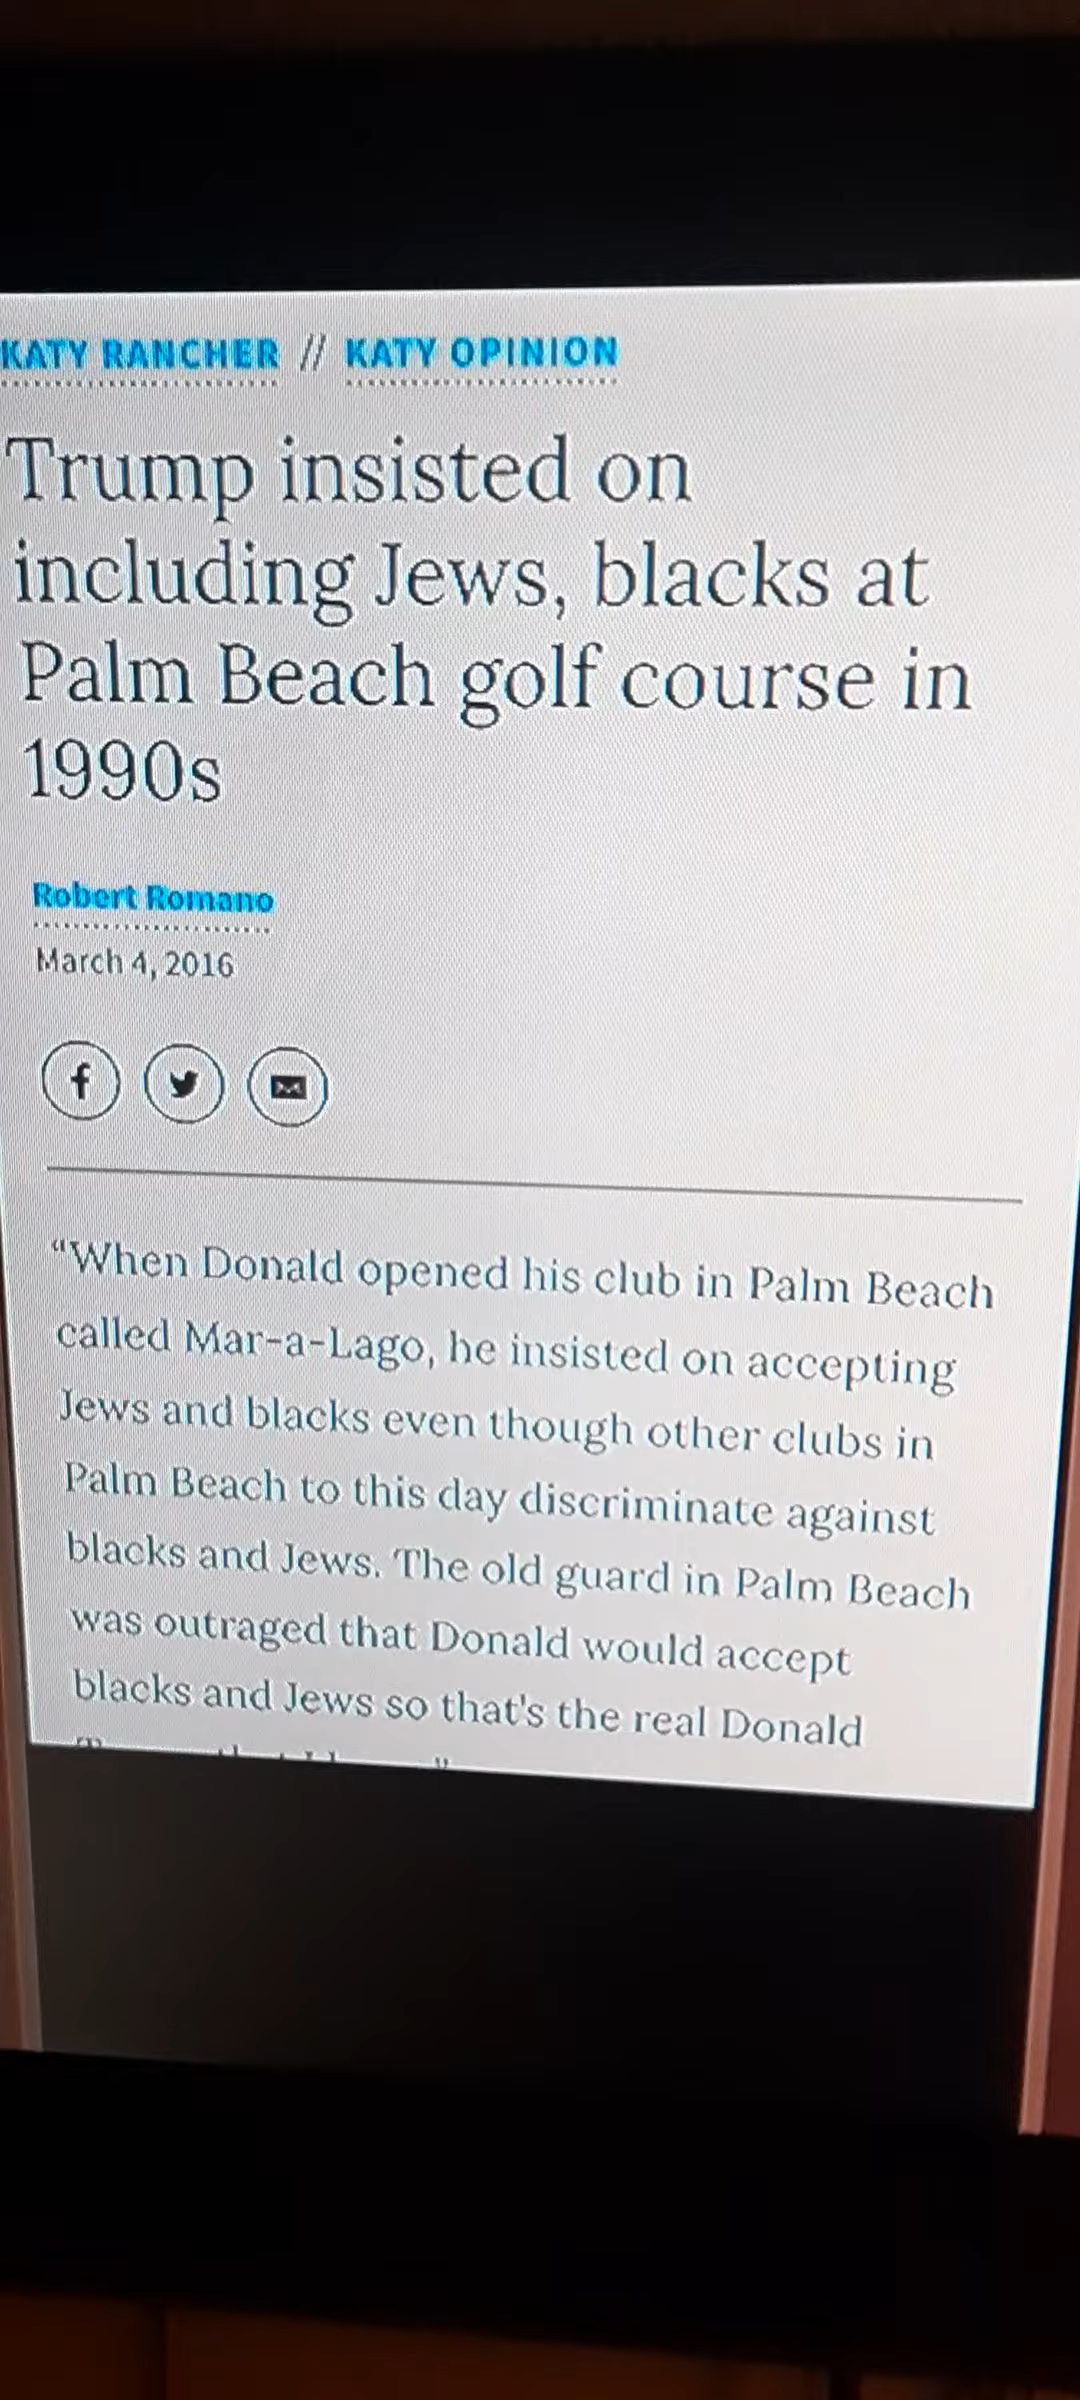 KATY RANCHER // KATY OPINION
Trump insisted on
including Jews, blacks at
Palm Beach golf course in
1990s
Robert Romano
March 4, 2016
“When Donald opened his club in Palm Beach
called Mar-a-Lago, he insisted on accepting
Jews and blacks even though other clubs in
Palm Beach to this day discriminate against
blacks and Jews. The old guard in Palm Beach
was outraged that Donald would accept
blacks and Jews so that's the real Donald